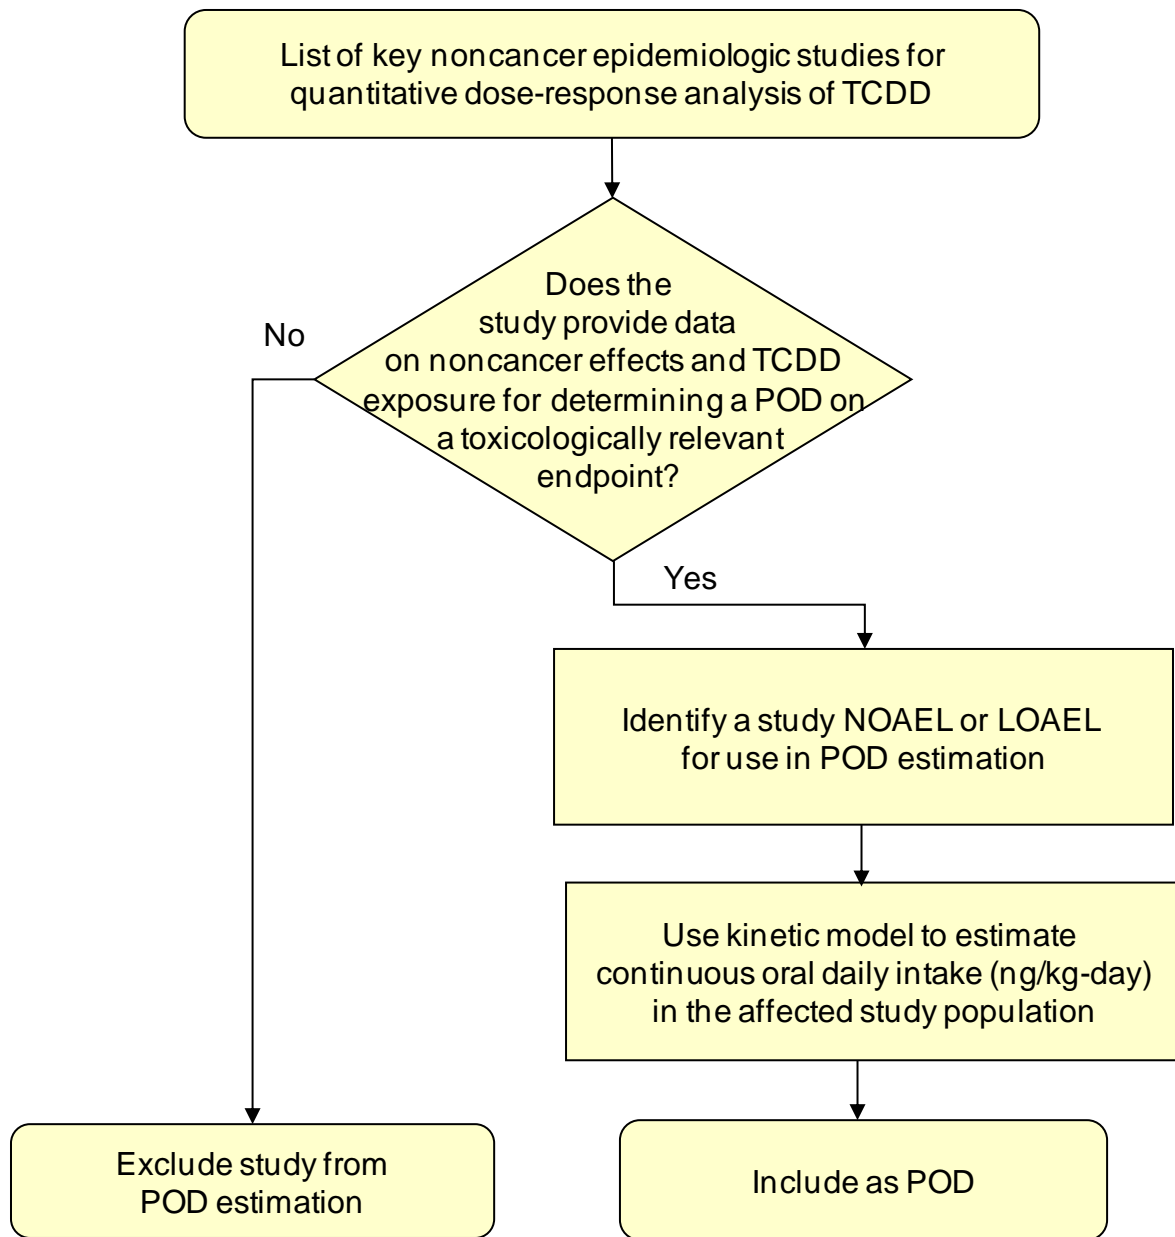 List of key noncancer epidemiologic studies for
quantitative dose-response analysis of TCDD
Does the
study provide data
on noncancer effects and TCDD
exposure for determining a POD on
a toxicologically relevant
endpoint?
No
Yes
Identify a study NOAEL or LOAEL
for use in POD estimation
Use kinetic model to estimate
continuous oral daily intake (ng/kg-day)
in the affected study population
Exclude study from
POD estimation
Include as POD